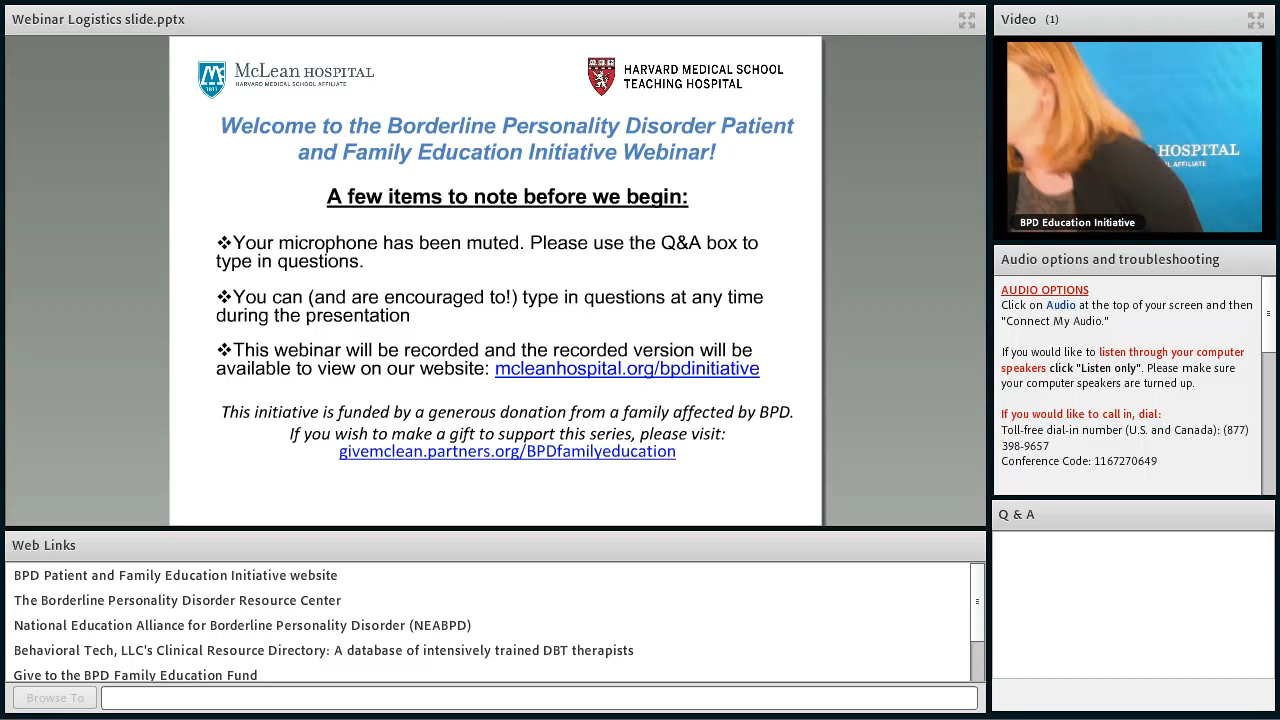 Webinar Logistics slide.pptx
McLean HOSPITAL
HARVARD MEDICAL SCHOOL AFFILIATE
1811
HARVARD MEDICAL SCHOOL
TEACHING HOSPITAL
Welcome to the Borderline Personality Disorder Patient
and Family Education Initiative Webinar!
A few items to note before we begin:
❖Your microphone has been muted. Please use the Q&A box to
type in questions.
❖You can (and are encouraged to!) type in questions at any time
during the presentation
❖This webinar will be recorded and the recorded version will be
available to view on our website: mcleanhospital.org/bpdinitiative
This initiative is funded by a generous donation from a family affected by BPD.
If you wish to make a gift to support this series, please visit:
givemclean.partners.org/BPDfamilyeducation
Web Links
BPD Patient and Family Education Initiative website
The Borderline Personality Disorder Resource Center
National Education Alliance for Borderline Personality Disorder (NEABPD)
Behavioral Tech, LLC's Clinical Resource Directory: A database of intensively trained DBT therapists
Give to the BPD Family Education Fund
Browse To
Video (1)
HOSPITAL
AFFILIATE
BPD Education Initiative
Audio options and troubleshooting
AUDIO OPTIONS
Click on Audio at the top of your screen and then
"Connect My Audio."
If you would like to listen through your computer
speakers click "Listen only". Please make sure
your computer speakers are turned up.
If you would like to call in, dial:
Toll-free dial-in number (U.S. and Canada): (877)
398-9657
Conference Code: 1167270649
Q & A